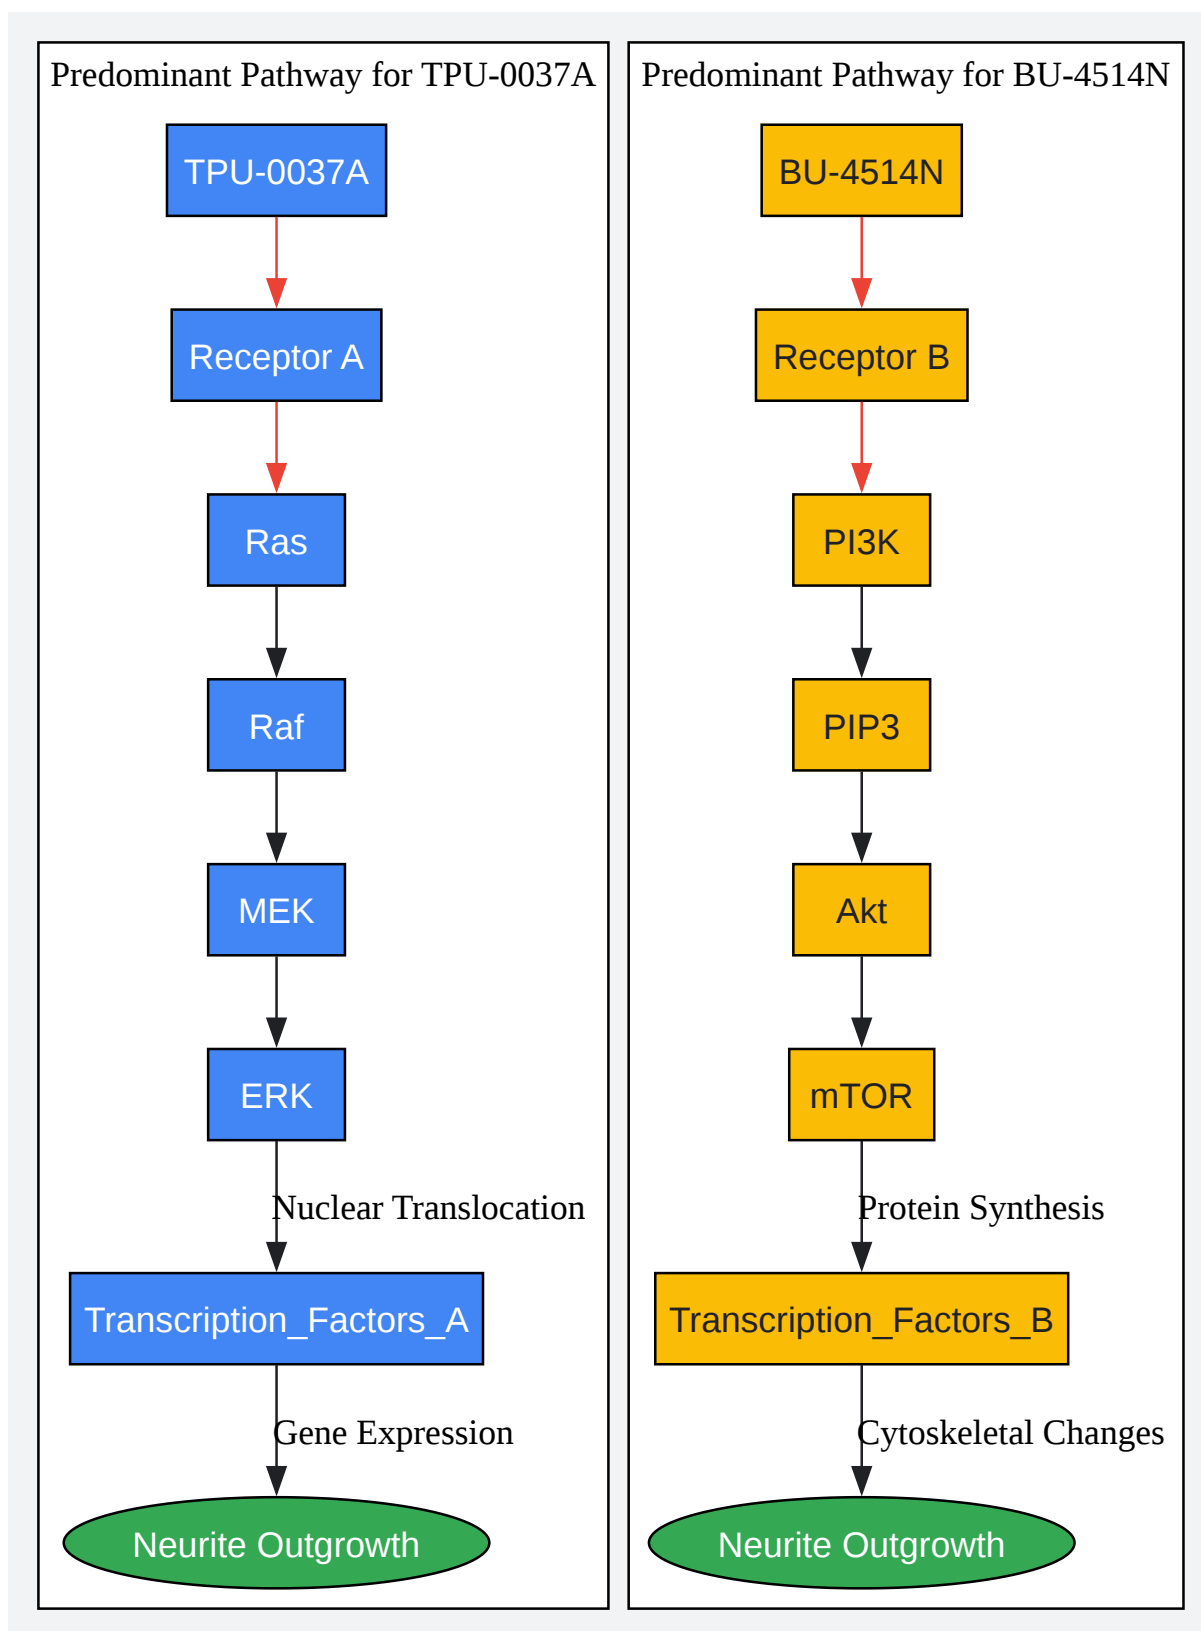 Predominant Pathway for TPU-0037A
TPU-0037A
Receptor A
Ras
Raf
MEK
ERK
Nuclear Translocation
Transcription_Factors_A
Gene Expression
Neurite Outgrowth
Predominant Pathway for BU-4514N
BU-4514N
Receptor B
PI3K
PIP3
Akt
mTOR
Protein Synthesis
Transcription_Factors_B
Cytoskeletal Changes
Neurite Outgrowth